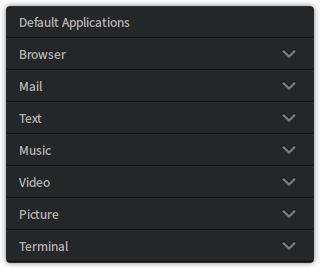 Default Applications
Browser
Mail
Text
Music
Video
Picture
Terminal